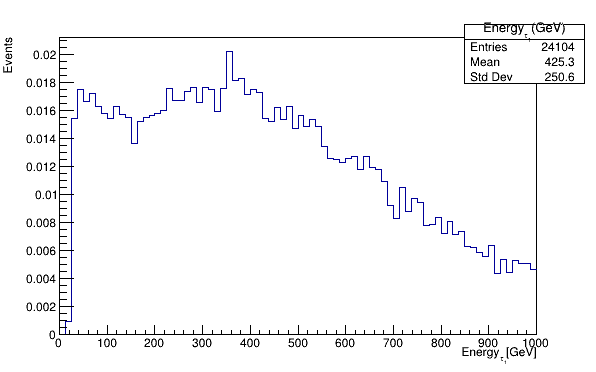 Energy_τ₁ (GeV)
Entries 24104
Mean 425.3
Std Dev 250.6
Events
0.02
0.018
0.016
0.014
0.012
0.01
0.008
0.006
0.004
0.002
0
0 100 200 300 400 500 600 700 800 900 1000
Energy_τ₁ [GeV]